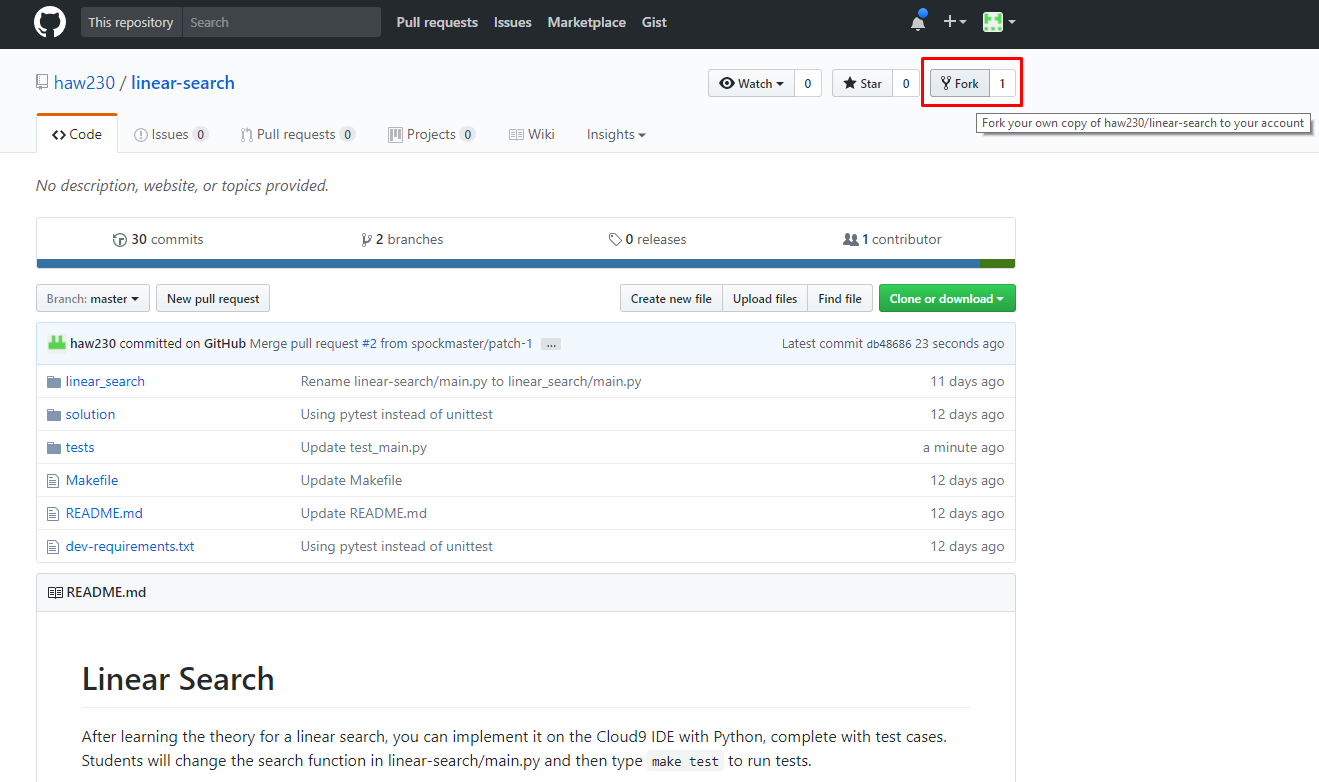 This repository Search Pull requests Issues Marketplace Gist
haw230 / linear-search Watch 0 Star 0 Fork 1
Fork your own copy of haw230/linear-search to your account
Code Issues 0 Pull requests 0 Projects 0 Wiki Insights
No description, website, or topics provided.
30 commits 2 branches 0 releases 1 contributor
Branch: master New pull request Create new file Upload files Find file Clone or download
haw230 committed on GitHub Merge pull request #2 from spockmaster/patch-1 ... Latest commit db48686 23 seconds ago
linear_search Rename linear-search/main.py to linear_search/main.py 11 days ago
solution Using pytest instead of unittest 12 days ago
tests Update test_main.py a minute ago
Makefile Update Makefile 12 days ago
README.md Update README.md 12 days ago
dev-requirements.txt Using pytest instead of unittest 12 days ago
README.md
Linear Search
After learning the theory for a linear search, you can implement it on the Cloud9 IDE with Python, complete with test cases.
Students will change the search function in linear-search/main.py and then type make test to run tests.